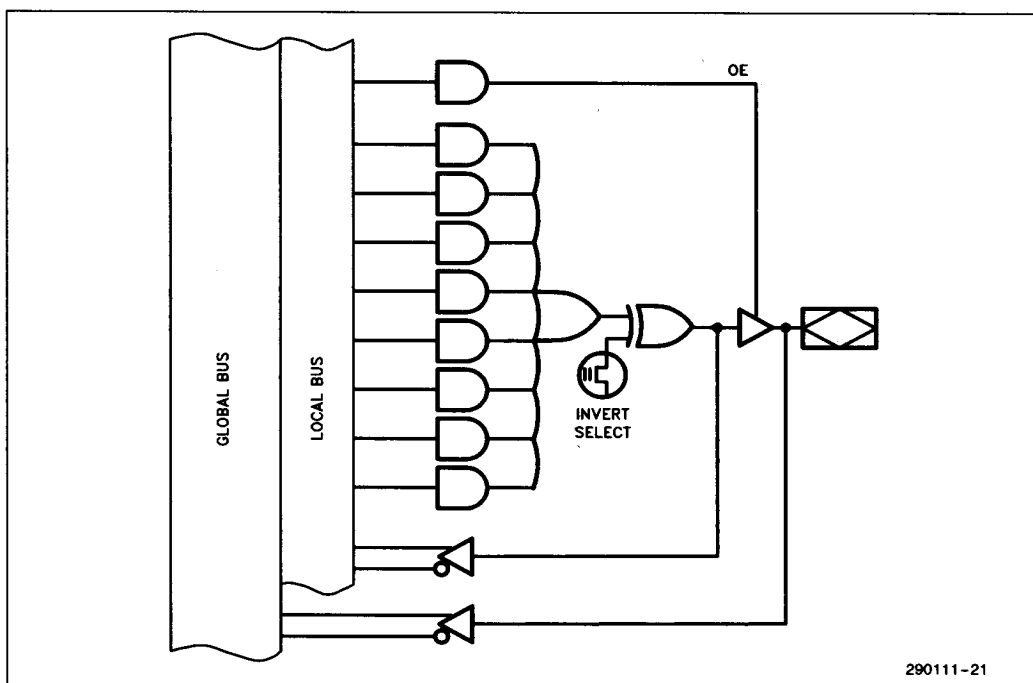 OE
GLOBAL BUS
LOCAL BUS
INVERT
SELECT
290111-21